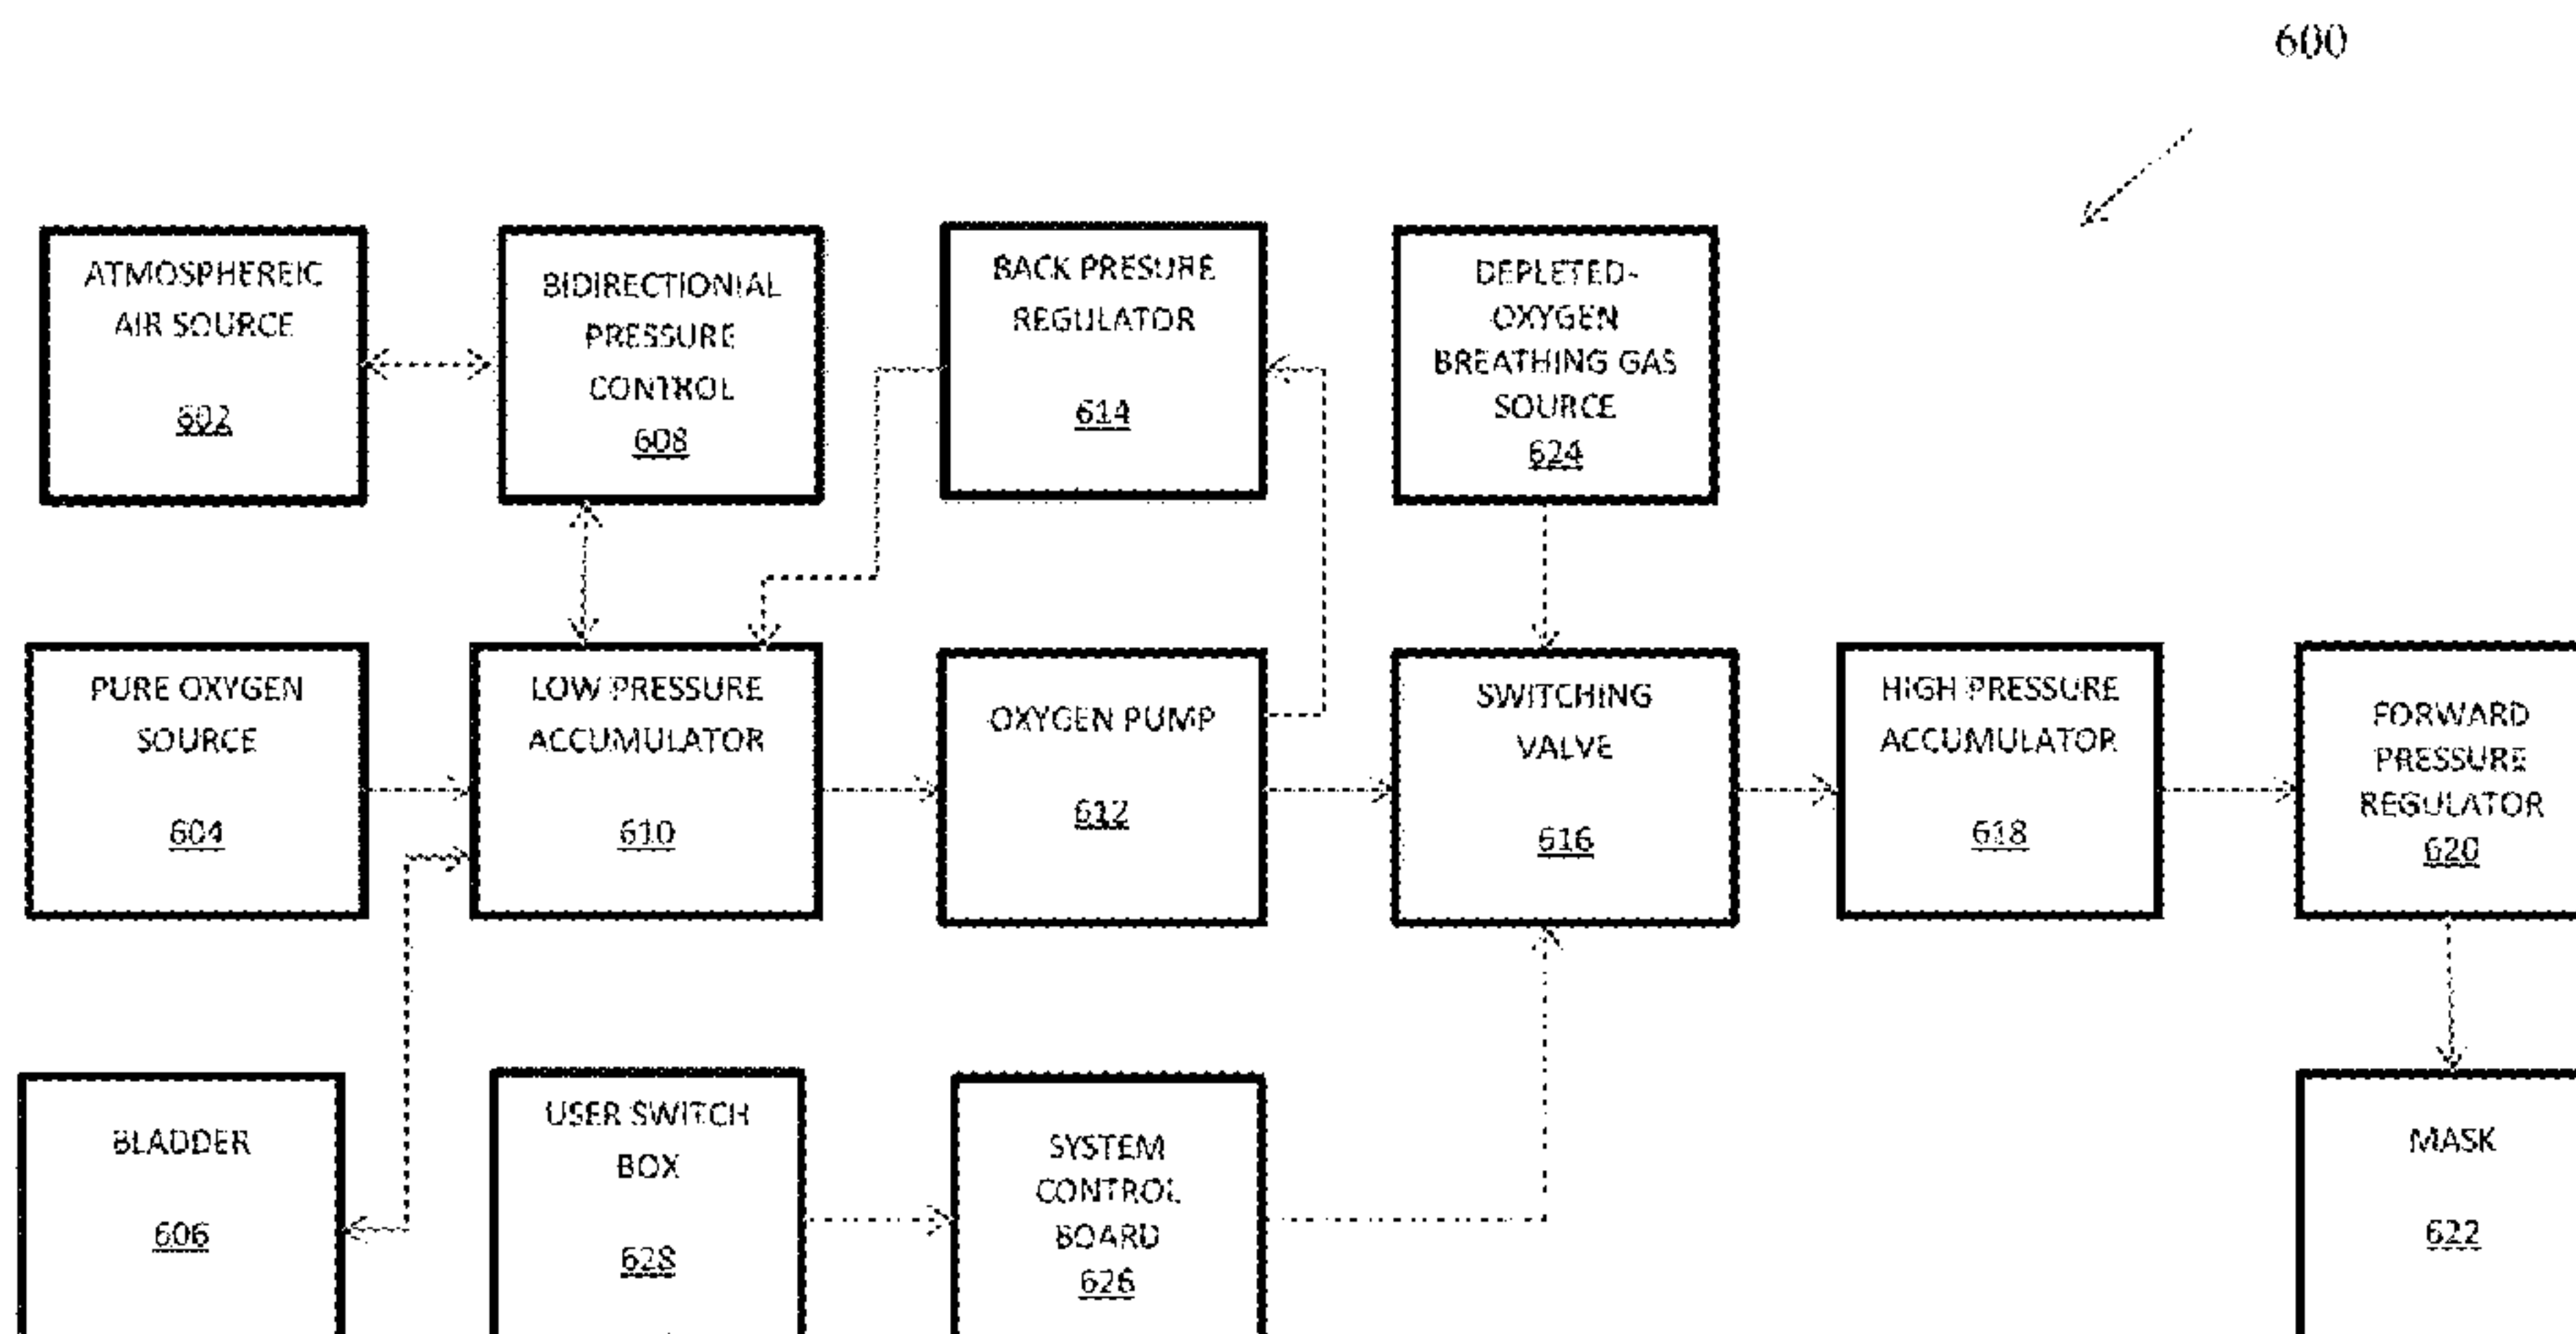 600
ATMOSPHEREIC
AIR SOURCE
602
BIDIRECTIONIAL
PRESSURE
CONTROL
608
BACK PRESURE
REGULATOR
614
DEPLETED-
OXYGEN
BREATHING GAS
SOURCE
624
PURE OXYGEN
SOURCE
604
LOW PRESSURE
ACCUMULATOR
610
OXYGEN PUMP
612
SWITCHING
VALVE
616
HIGH PRESSURE
ACCUMULATOR
618
FORWARD
PRESSURE
REGULATOR
620
BLADDER
606
USER SWITCH
BOX
628
SYSTEM
CONTROL
BOARD
626
MASK
622